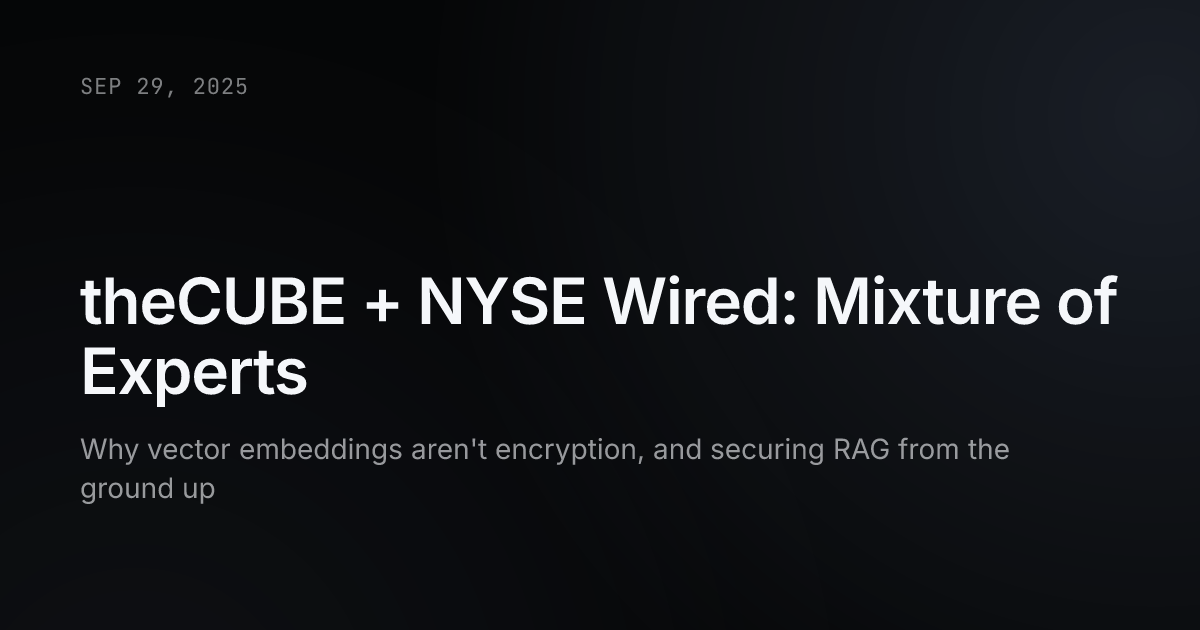 SEP 29, 2025
theCUBE + NYSE Wired: Mixture of
Experts
Why vector embeddings aren't encryption, and securing RAG from the
ground up